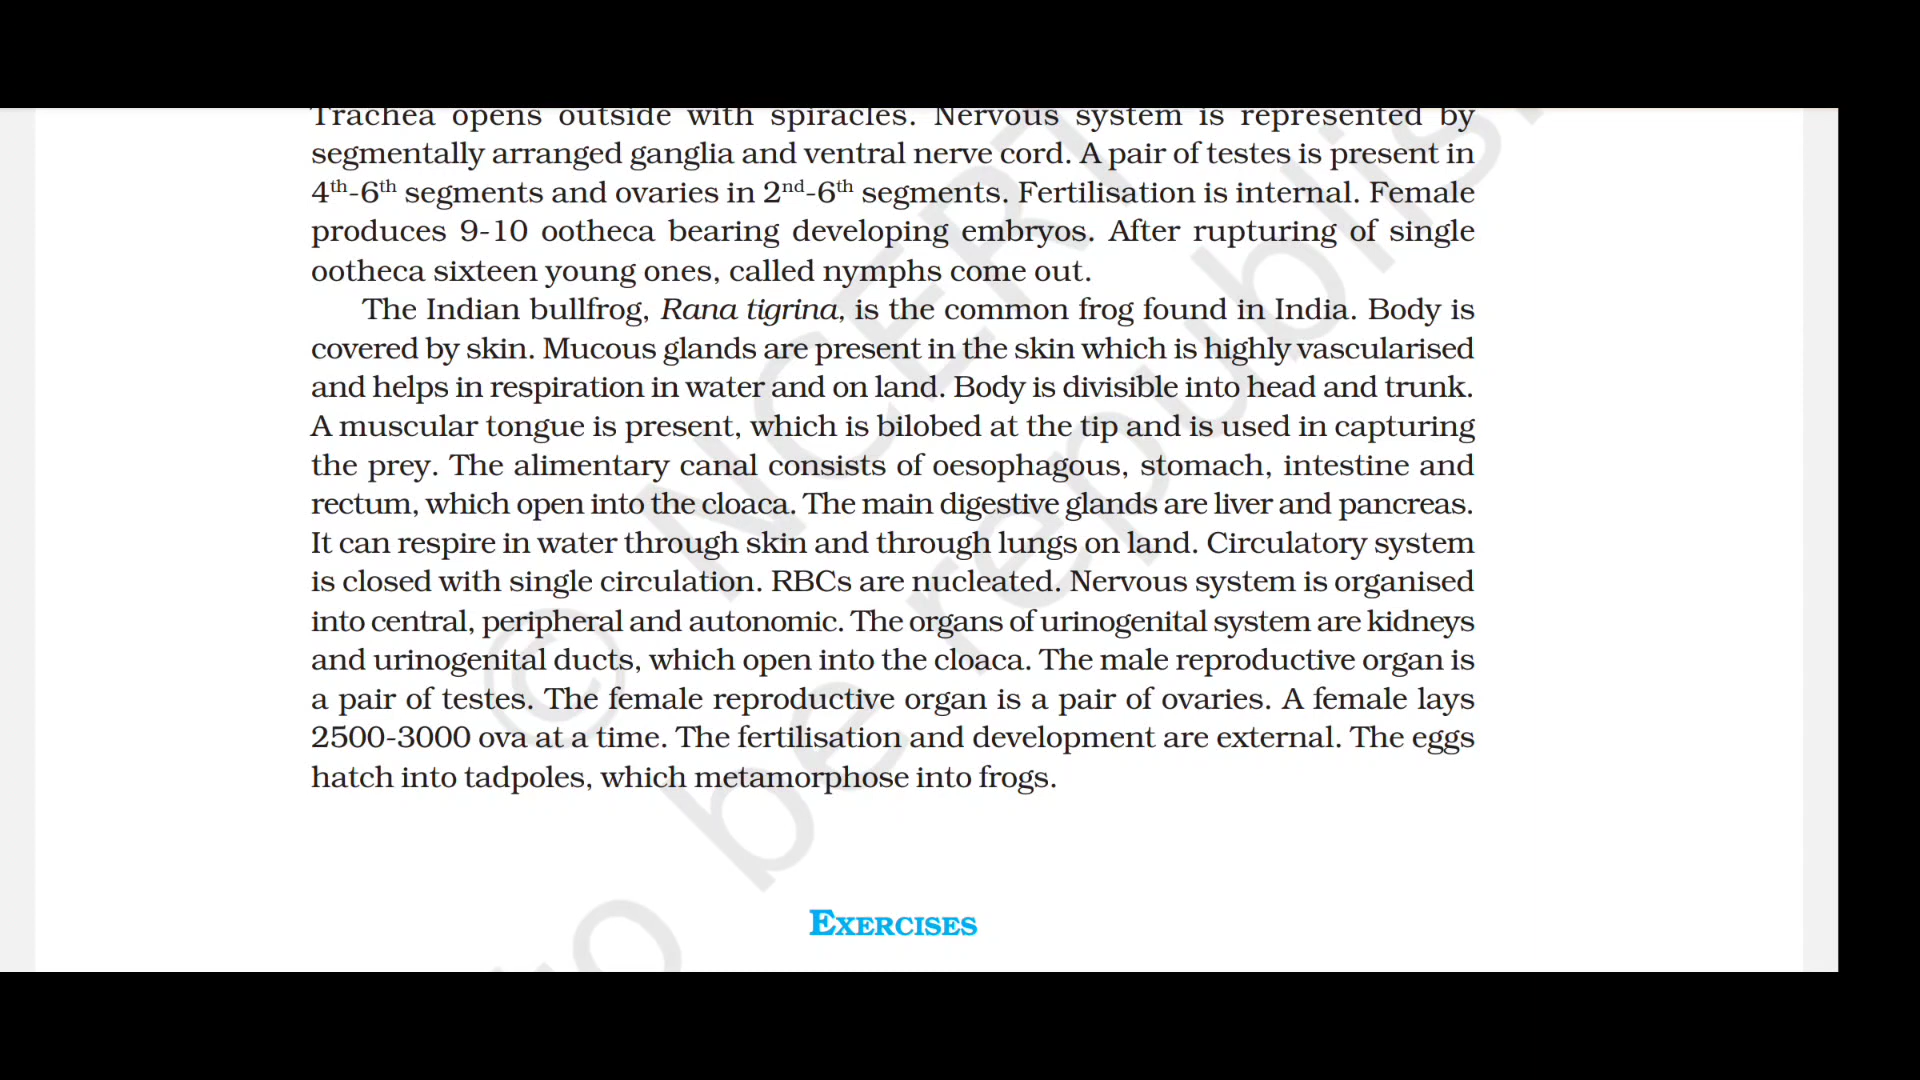 Trachea opens outside with spiracles. Nervous system is represented by
segmentally arranged ganglia and ventral nerve cord. A pair of testes is present in
4th-6th segments and ovaries in 2nd-6th segments. Fertilisation is internal. Female
produces 9-10 ootheca bearing developing embryos. After rupturing of single
ootheca sixteen young ones, called nymphs come out.
The Indian bullfrog, Rana tigrina, is the common frog found in India. Body is
covered by skin. Mucous glands are present in the skin which is highly vascularised
and helps in respiration in water and on land. Body is divisible into head and trunk.
A muscular tongue is present, which is bilobed at the tip and is used in capturing
the prey. The alimentary canal consists of oesophagous, stomach, intestine and
rectum, which open into the cloaca. The main digestive glands are liver and pancreas.
It can respire in water through skin and through lungs on land. Circulatory system
is closed with single circulation. RBCs are nucleated. Nervous system is organised
into central, peripheral and autonomic. The organs of urinogenital system are kidneys
and urinogenital ducts, which open into the cloaca. The male reproductive organ is
a pair of testes. The female reproductive organ is a pair of ovaries. A female lays
2500-3000 ova at a time. The fertilisation and development are external. The eggs
hatch into tadpoles, which metamorphose into frogs.
EXERCISES
© NCERT
to be republis